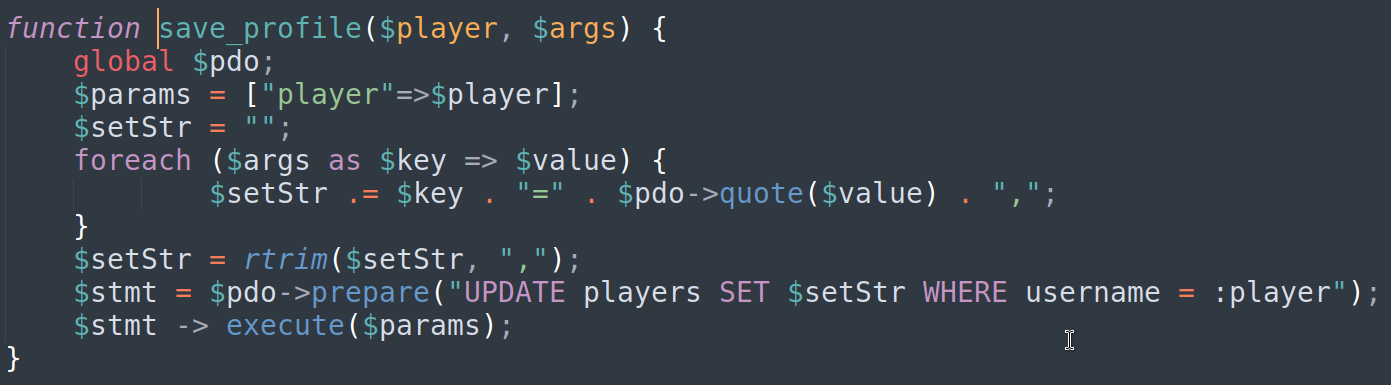 function save_profile($player, $args) {
    global $pdo;
    $params = ["player"=>$player];
    $setStr = "";
    foreach ($args as $key => $value) {
            $setStr .= $key . "=" . $pdo->quote($value) . ",";
    }
    $setStr = rtrim($setStr, ",");
    $stmt = $pdo->prepare("UPDATE players SET $setStr WHERE username = :player");
    $stmt -> execute($params);
}